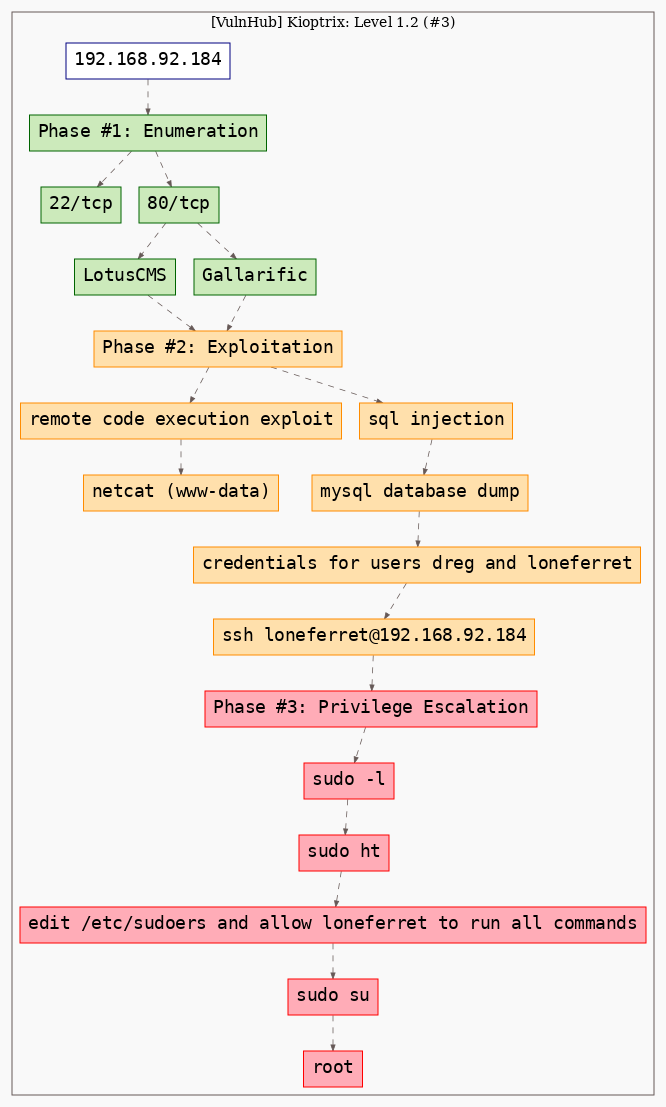 [VulnHub] Kioptrix: Level 1.2 (#3)
192.168.92.184
Phase #1: Enumeration
22/tcp
80/tcp
LotusCMS
Gallarific
Phase #2: Exploitation
remote code execution exploit
sql injection
netcat (www-data)
mysql database dump
credentials for users dreg and loneferret
ssh loneferret@192.168.92.184
Phase #3: Privilege Escalation
sudo -l
sudo ht
edit /etc/sudoers and allow loneferret to run all commands
sudo su
root